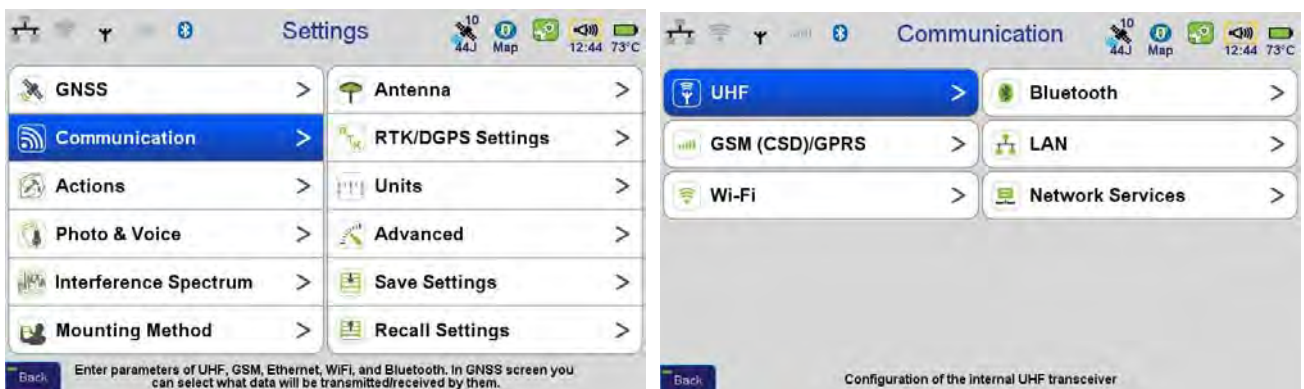 Settings
10
44J
Map
12:44
73°C
GNSS >
Antenna >
Communication >
RTK/DGPS Settings >
Actions >
Units >
Photo & Voice >
Advanced >
Interference Spectrum >
Save Settings >
Mounting Method >
Recall Settings >
Back
Enter parameters of UHF, GSM, Ethernet, WiFi, and Bluetooth. In GNSS screen you
can select what data will be transmitted/received by them.
Communication
10
44J
Map
12:44
73°C
UHF >
Bluetooth >
GSM (CSD)/GPRS >
LAN >
Wi-Fi >
Network Services >
Back
Configuration of the internal UHF transceiver